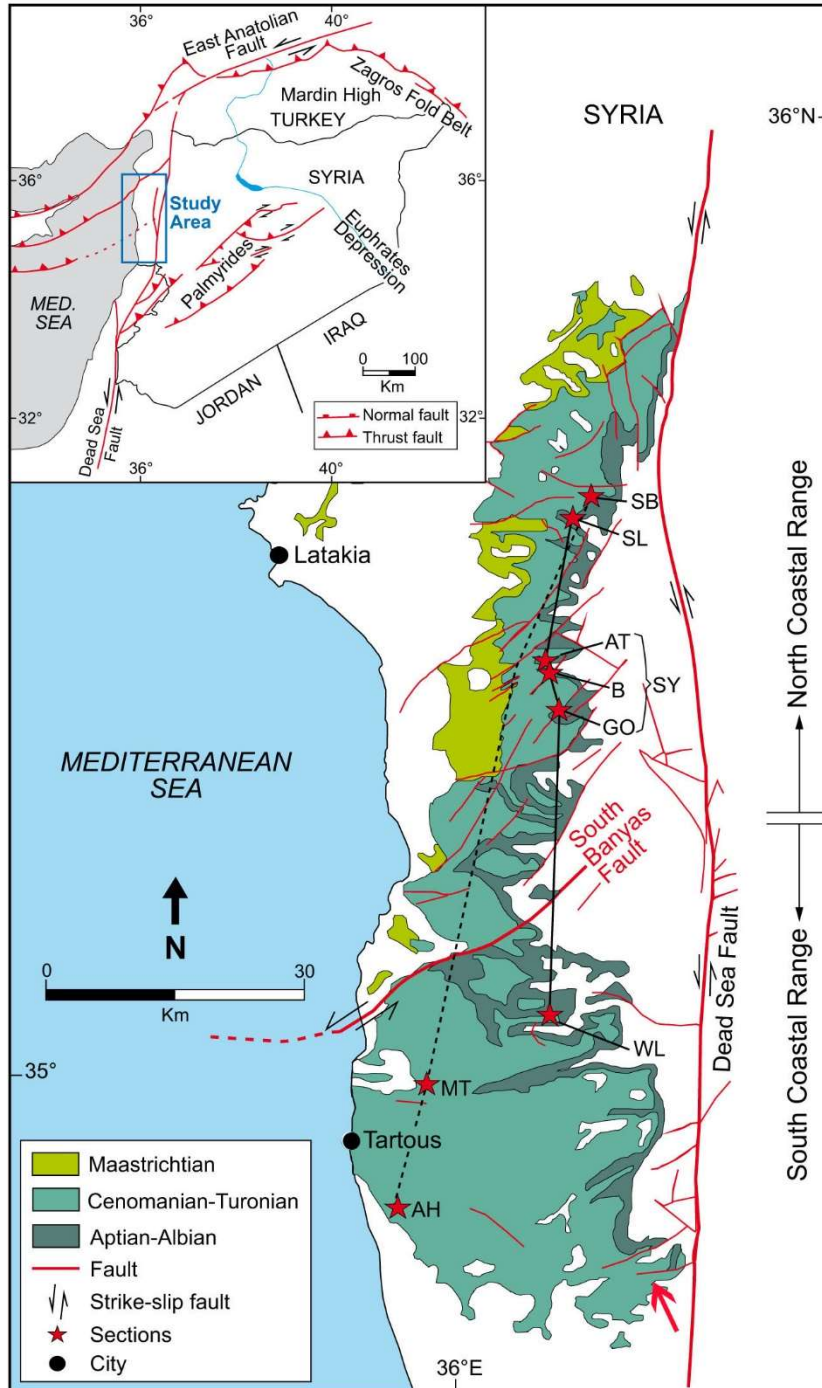 36°
40°
East Anatolian
Fault
Zagros Fold Belt
Mardin High
TURKEY
SYRIA
36°
36°
Study
Area
Euphrates
Depression
Palmyrides
MED.
SEA
IRAQ
JORDAN
0 100
Km
32°
32°
Dead Sea
Fault
Normal fault
Thrust fault
36°
40°
SYRIA
36°N
SB
SL
Latakia
AT
B
SY
GO
North Coastal Range
MEDITERRANEAN
SEA
South
Banyas
Fault
N
0 30
Km
Dead Sea Fault
South Coastal Range
WL
35°
MT
Tartous
AH
Maastrichtian
Cenomanian-Turonian
Aptian-Albian
Fault
Strike-slip fault
Sections
City
36°E